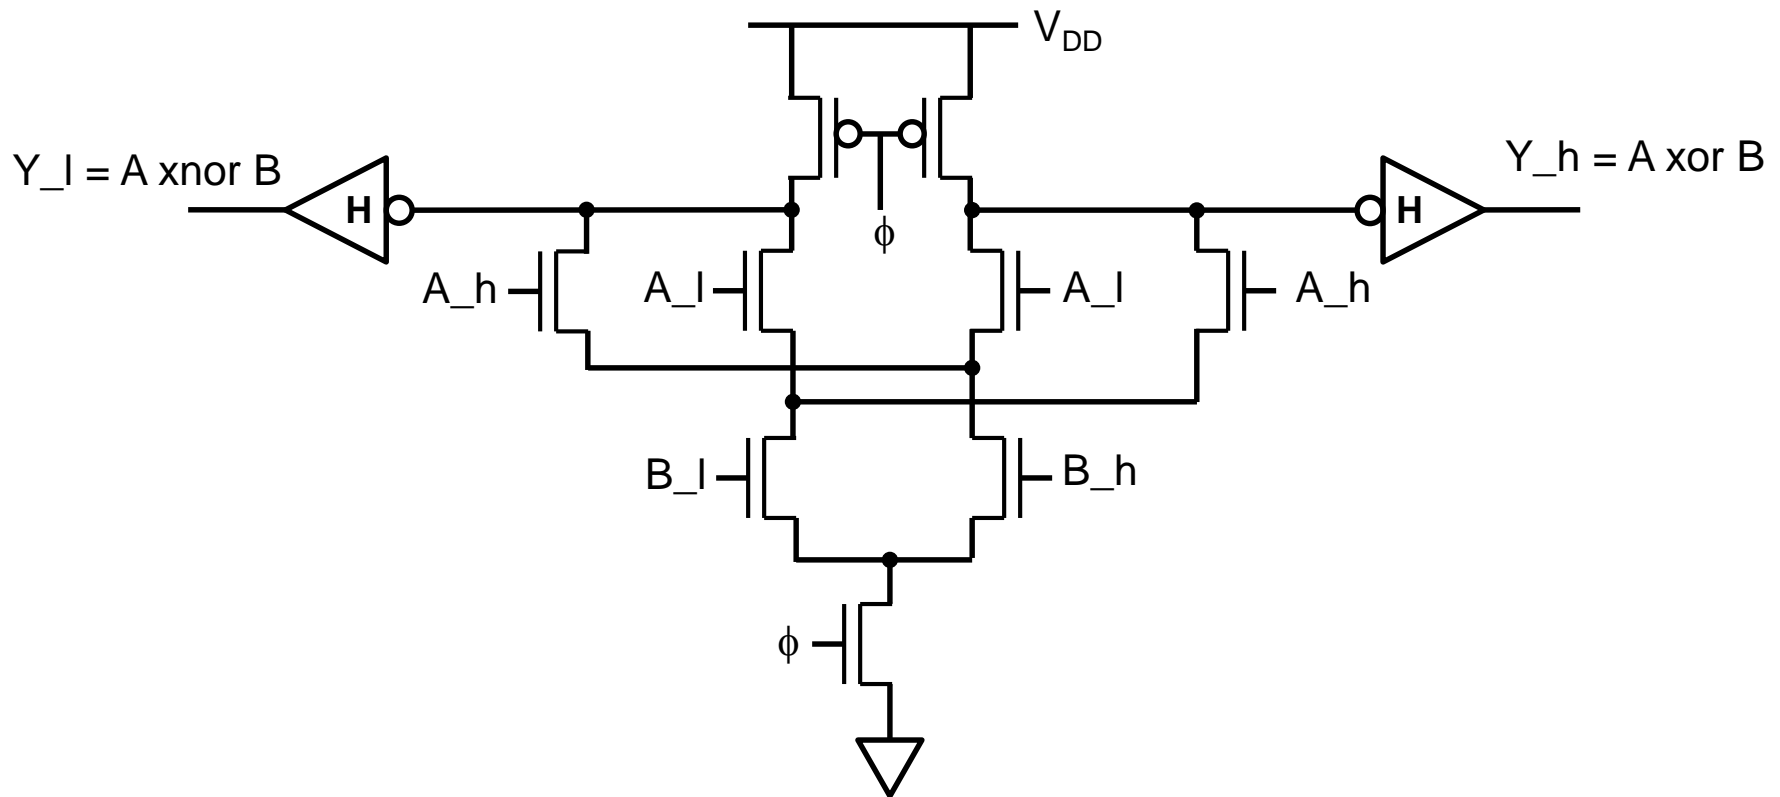 V_DD
Y_l = A xnor B
Y_h = A xor B
H
H
ϕ
A_h
A_l
A_l
A_h
B_l
B_h
ϕ